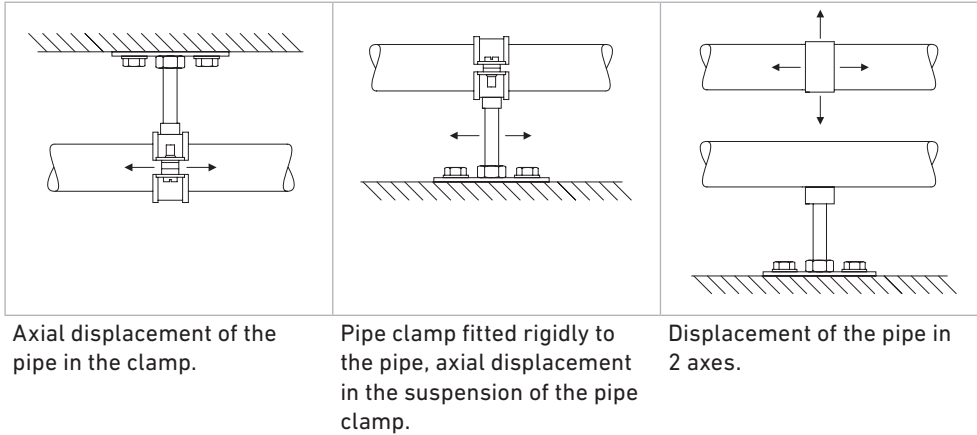 Axial displacement of the
pipe in the clamp.
Pipe clamp fitted rigidly to
the pipe, axial displacement
in the suspension of the pipe
clamp.
Displacement of the pipe in
2 axes.